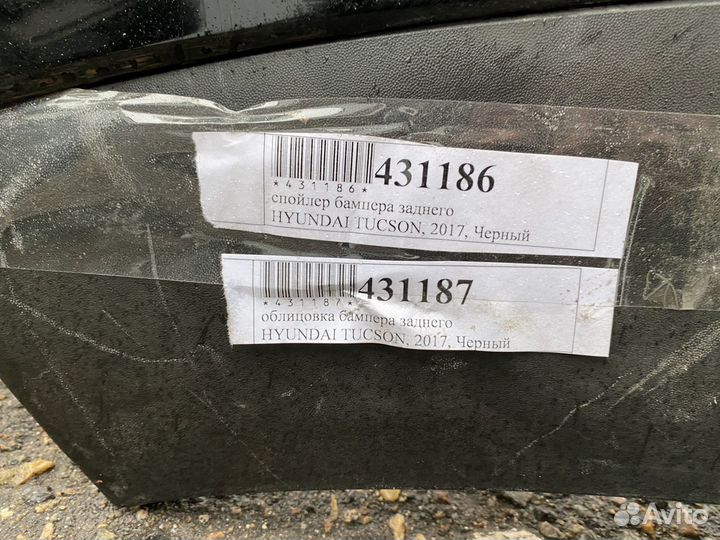 431186
*431186*
спойлер бампера заднего
HYUNDAI TUCSON, 2017, Черный
431187
*431187*
облицовка бампера заднего
HYUNDAI TUCSON, 2017, Черный
Avito